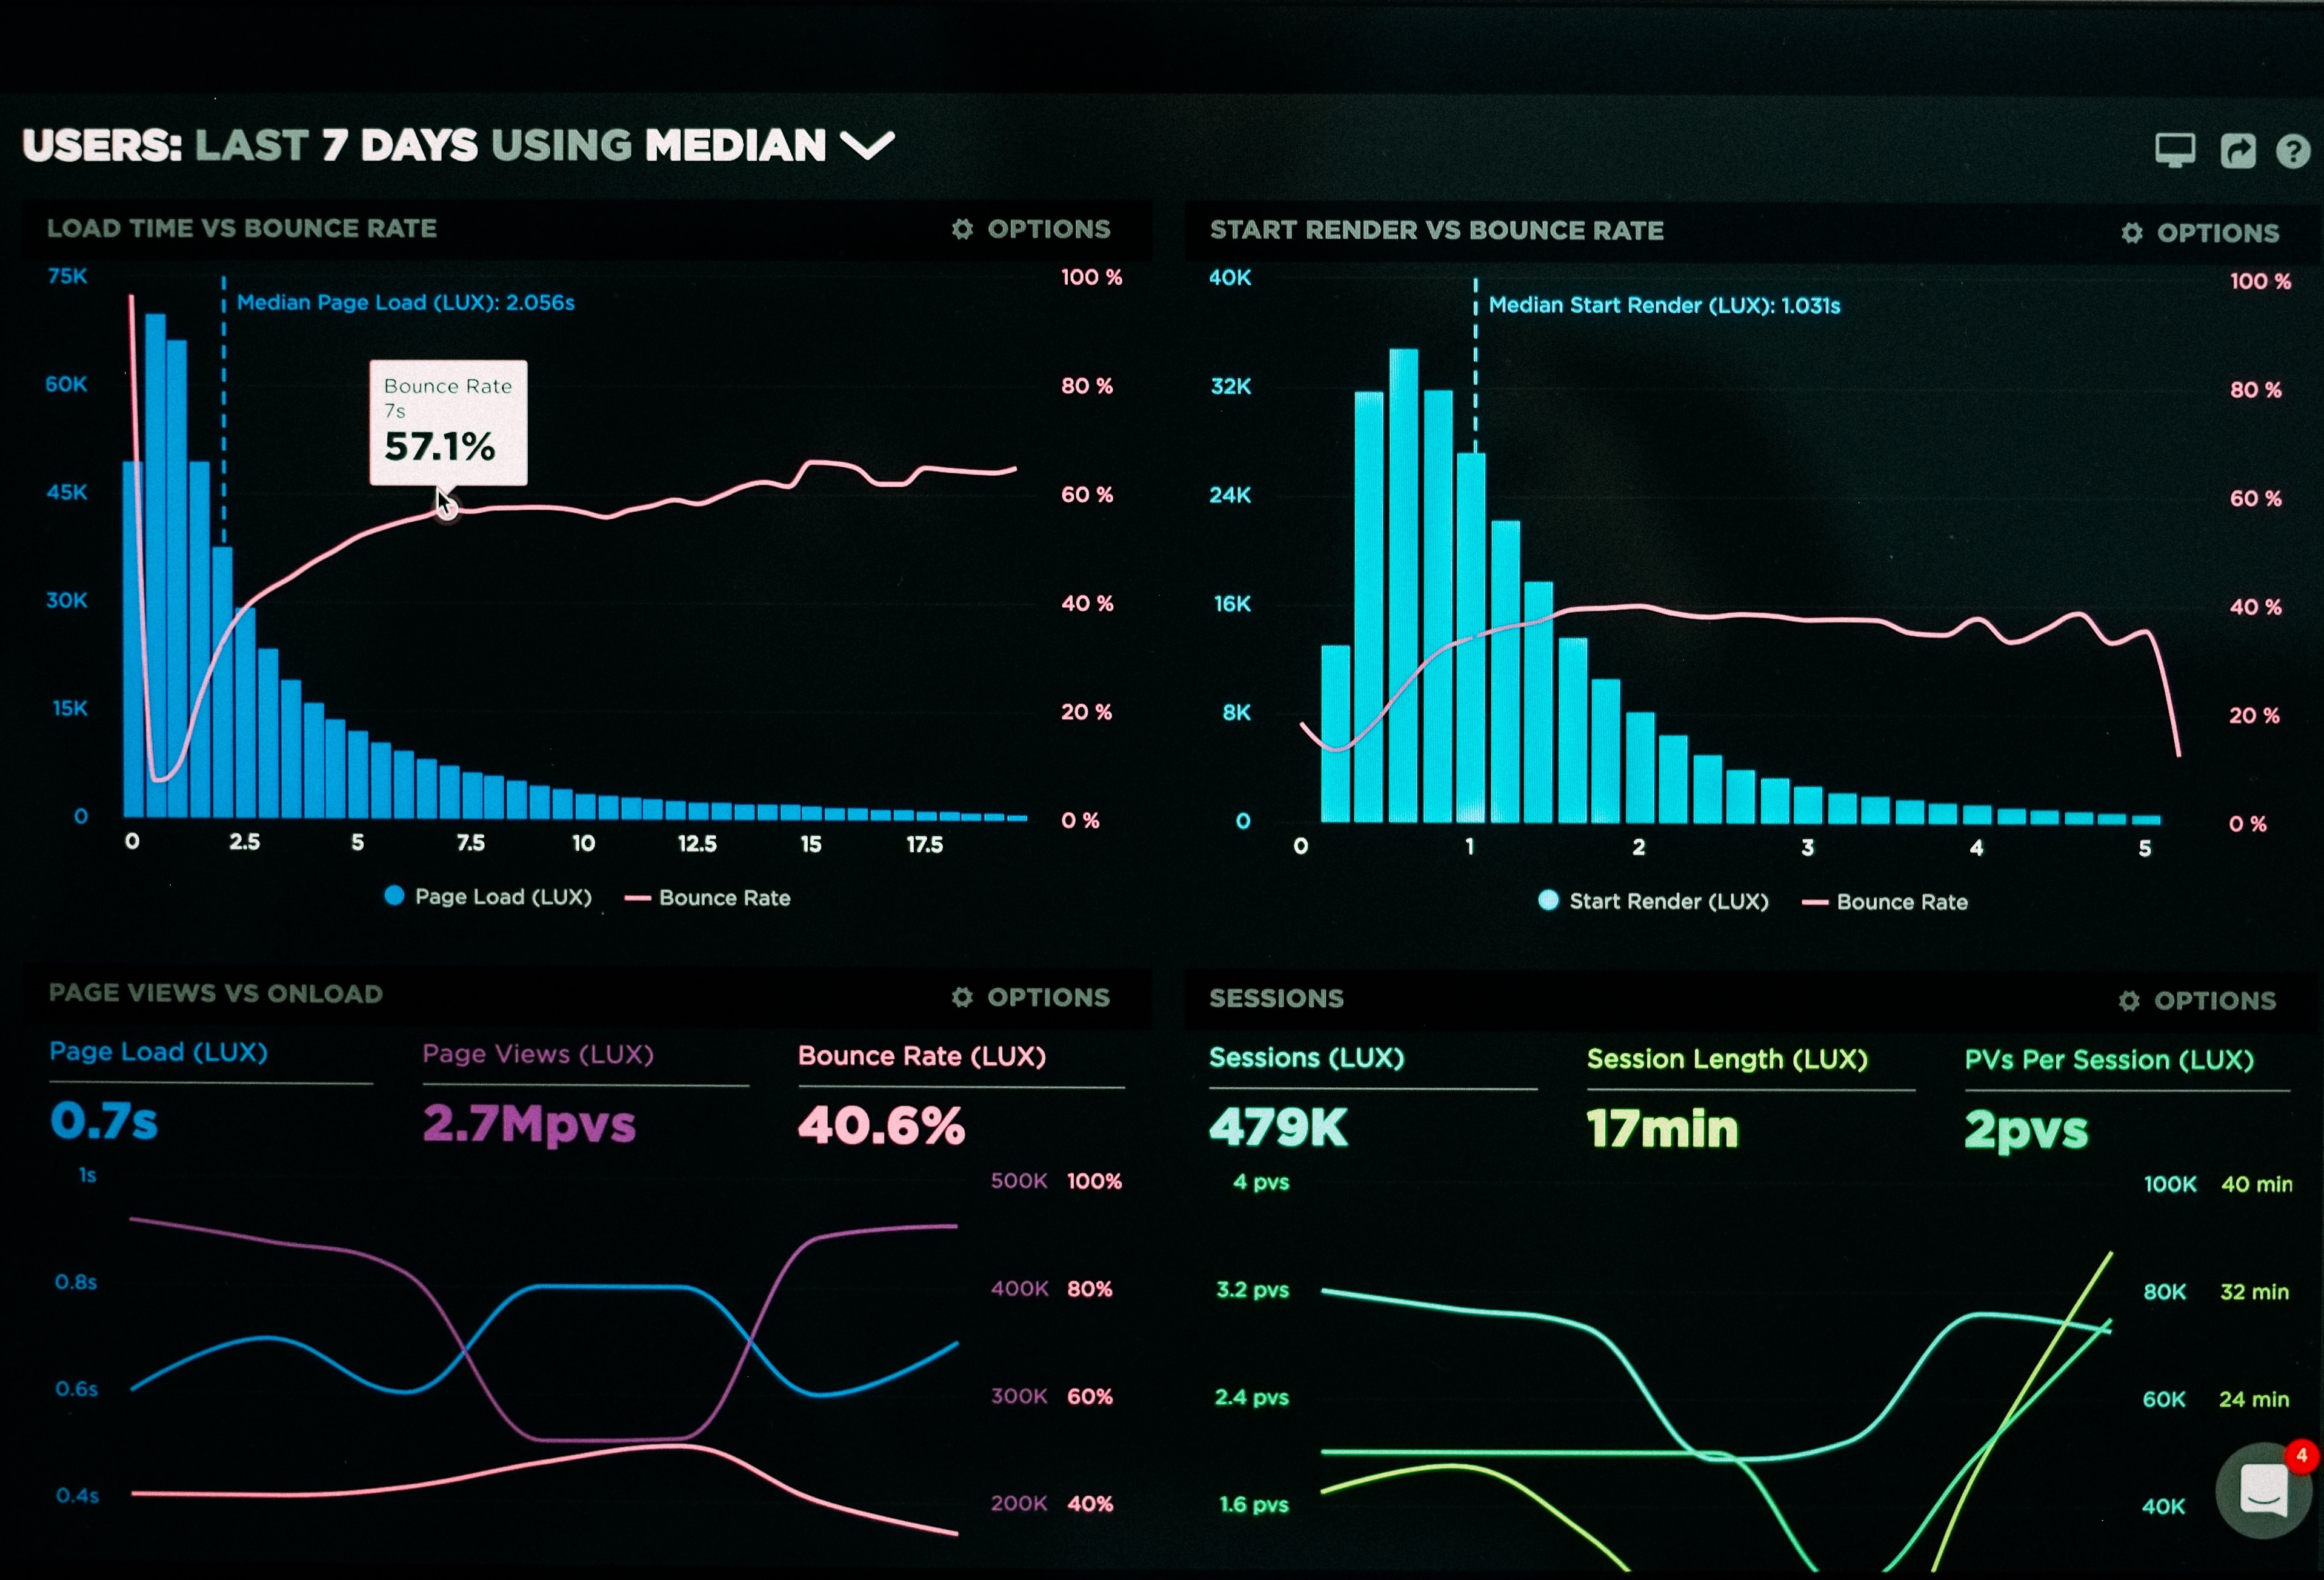 USERS: LAST 7 DAYS USING MEDIAN
LOAD TIME VS BOUNCE RATE
OPTIONS
75K
60K
45K
30K
15K
0
Median Page Load (LUX): 2.056s
Bounce Rate
7s
57.1%
100 %
80 %
60 %
40 %
20 %
0 %
0 2.5 5 7.5 10 12.5 15 17.5
Page Load (LUX) Bounce Rate
START RENDER VS BOUNCE RATE
OPTIONS
40K
32K
24K
16K
8K
0
Median Start Render (LUX): 1.031s
100 %
80 %
60 %
40 %
20 %
0 %
0 1 2 3 4 5
Start Render (LUX) Bounce Rate
PAGE VIEWS VS ONLOAD
OPTIONS
Page Load (LUX)
0.7s
Page Views (LUX)
2.7Mpvs
Bounce Rate (LUX)
40.6%
1s
0.8s
0.6s
0.4s
500K 100%
400K 80%
300K 60%
200K 40%
SESSIONS
OPTIONS
Sessions (LUX)
479K
Session Length (LUX)
17min
PVs Per Session (LUX)
2pvs
4 pvs
3.2 pvs
2.4 pvs
1.6 pvs
100K 40 min
80K 32 min
60K 24 min
40K
4